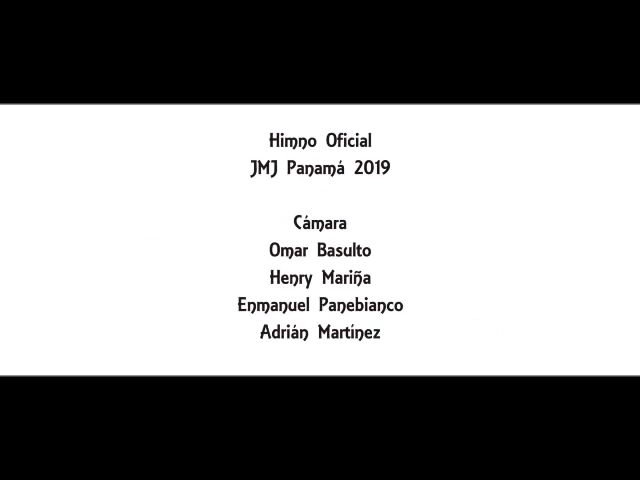 Himno Oficial
JMJ Panamá 2019
Cámara
Omar Basulto
Henry Mariña
Enmanuel Panebianco
Adrián Martínez